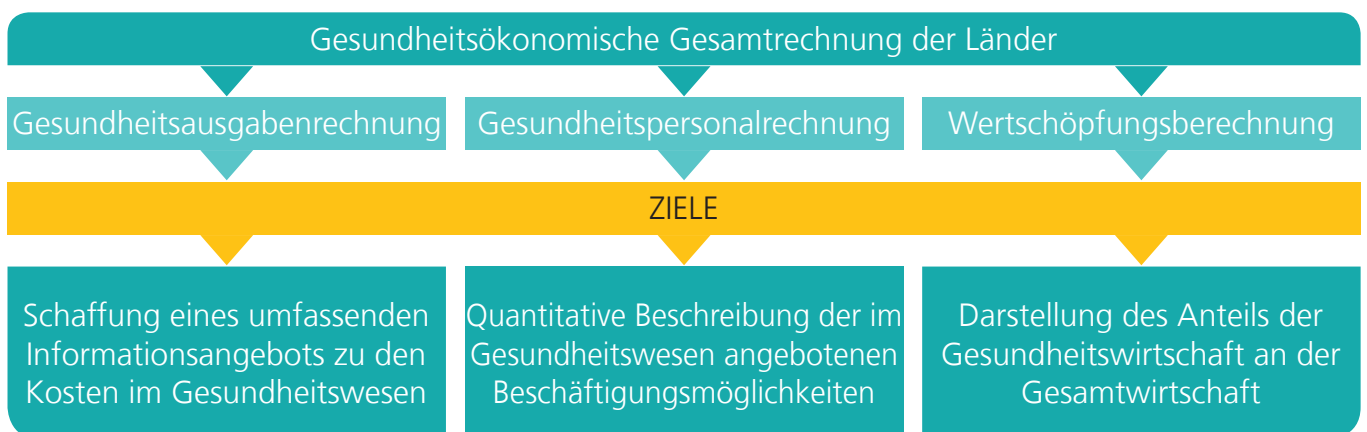 Gesundheitsökonomische Gesamtrechnung der Länder
Gesundheitsausgabenrechnung
Gesundheitspersonalrechnung
Wertschöpfungsberechnung
ZIELE
Schaffung eines umfassenden
Informationsangebots zu den
Kosten im Gesundheitswesen
Quantitative Beschreibung der im
Gesundheitswesen angebotenen
Beschäftigungsmöglichkeiten
Darstellung des Anteils der
Gesundheitswirtschaft an der
Gesamtwirtschaft